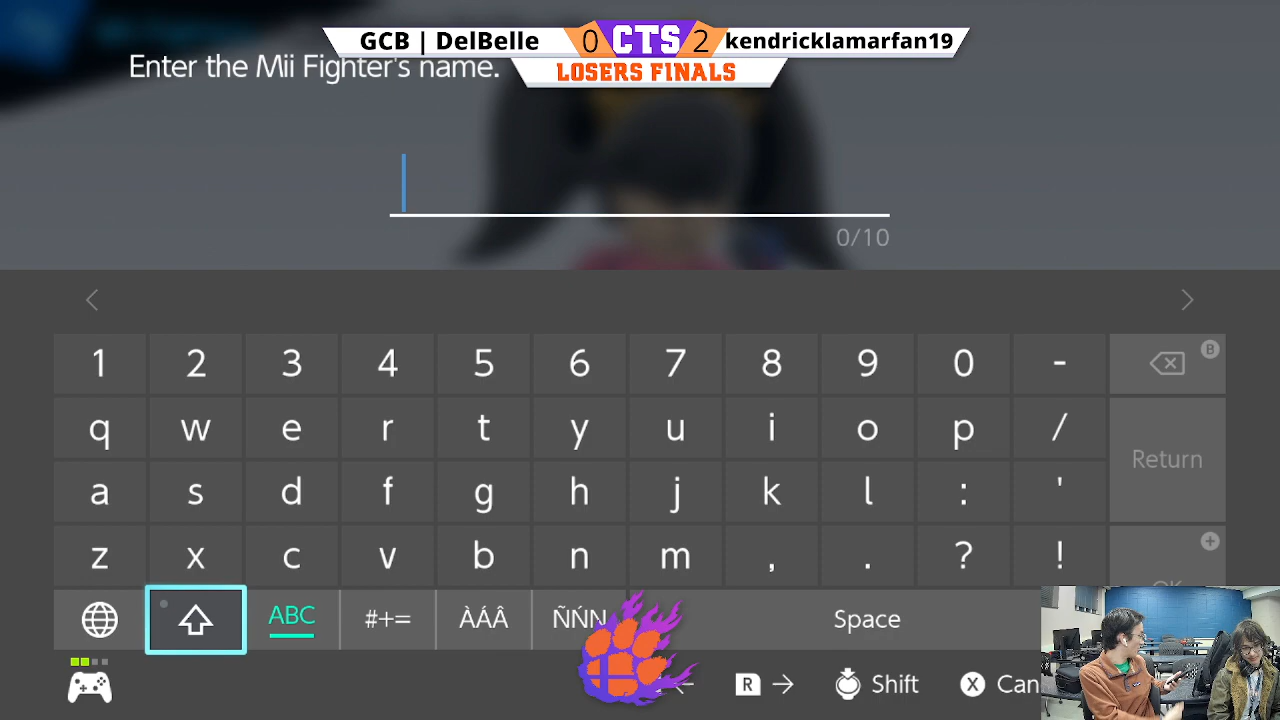 GCB | DelBelle 0 CTS 2 kendricklamarfan19
LOSERS FINALS
Enter the Mii Fighter's name.
0/10
1 2 3 4 5 6 7 8 9 0 -
B
q w e r t y u i o p /
Return
a s d f g h j k l : '
z x c v b n m , . ? !
ABC #+= ÀÁÂ Space
R → Shift X Can